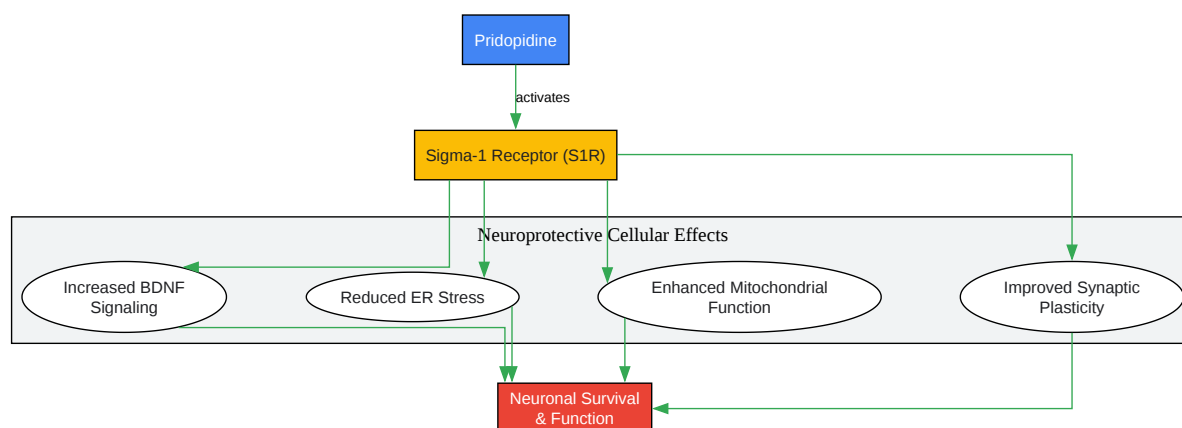 Pridopidine
activates
Sigma-1 Receptor (S1R)
Neuroprotective Cellular Effects
Increased BDNF
Signaling
Reduced ER Stress
Enhanced Mitochondrial
Function
Improved Synaptic
Plasticity
Neuronal Survival
& Function